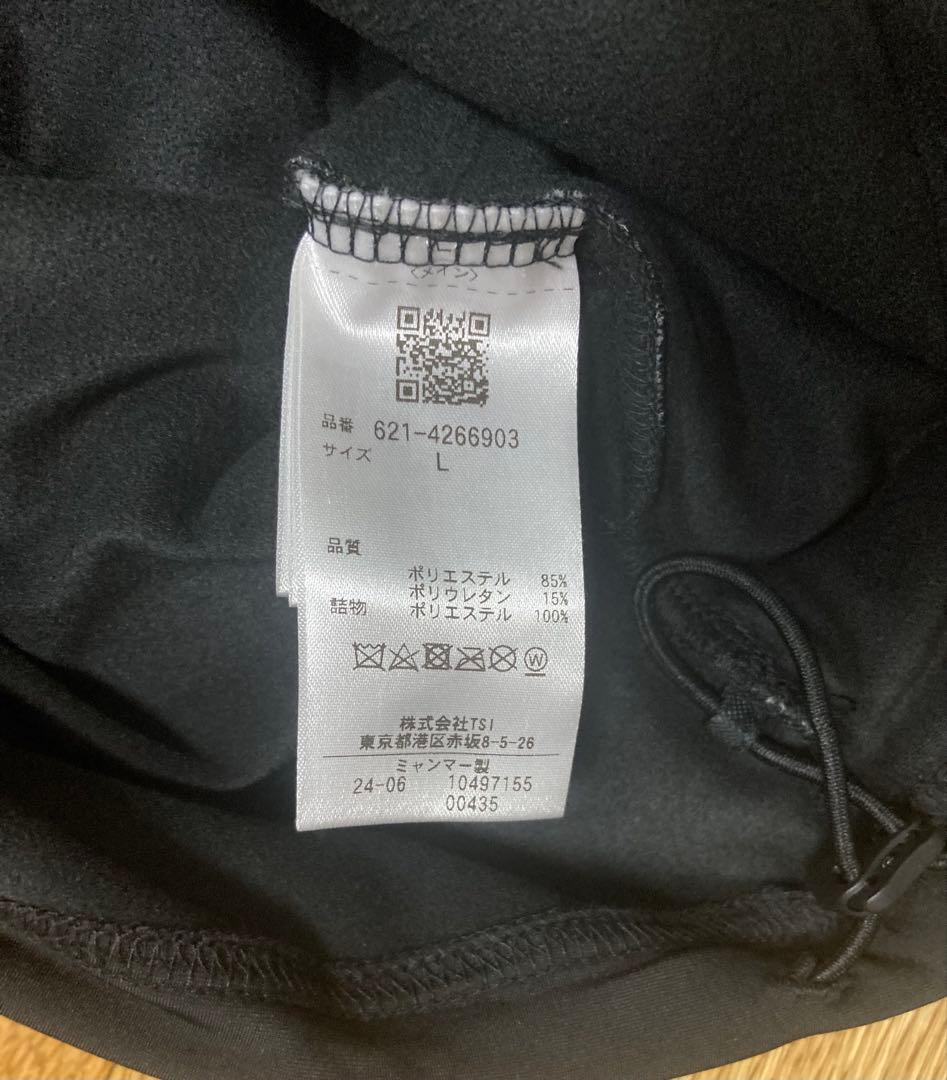 〈メイン〉
品番 621-4266903
サイズ L
品質
ポリエステル 85%
ポリウレタン 15%
詰物 ポリエステル 100%
W
株式会社TSI
東京都港区赤坂8-5-26
ミャンマー製
24-06 10497155
00435